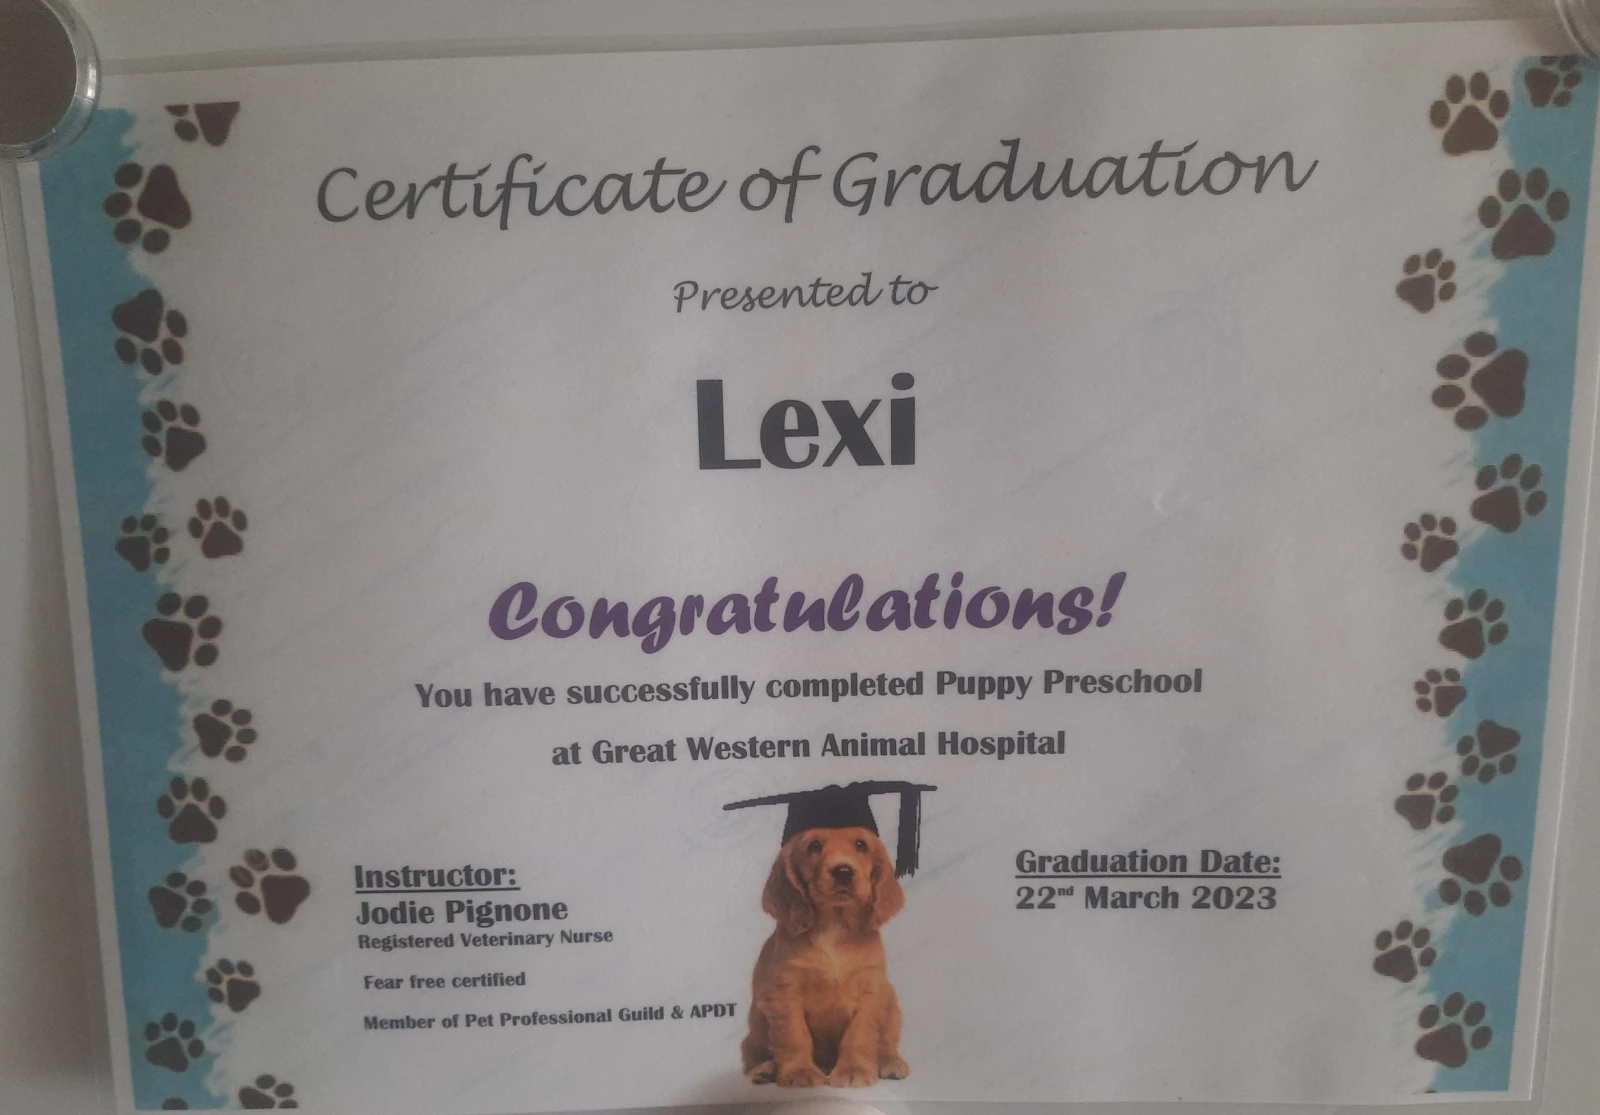 Certificate of Graduation
Presented to
Lexi
Congratulations!
You have successfully completed Puppy Preschool
at Great Western Animal Hospital
Instructor:
Jodie Pignone
Registered Veterinary Nurse
Fear free certified
Member of Pet Professional Guild & APDT
Graduation Date:
22nd March 2023